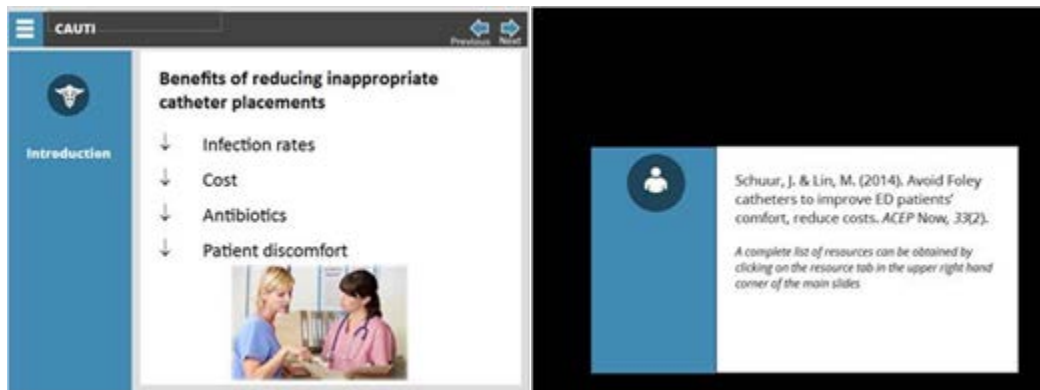 CAUTI
Previous Next
Introduction
Benefits of reducing inappropriate
catheter placements
↓ Infection rates
↓ Cost
↓ Antibiotics
↓ Patient discomfort
Schuur, J. & Lin, M. (2014). Avoid Foley
catheters to improve ED patients'
comfort, reduce costs. ACEP Now, 33(2).
A complete list of resources can be obtained by
clicking on the resource tab in the upper right hand
corner of the main slides